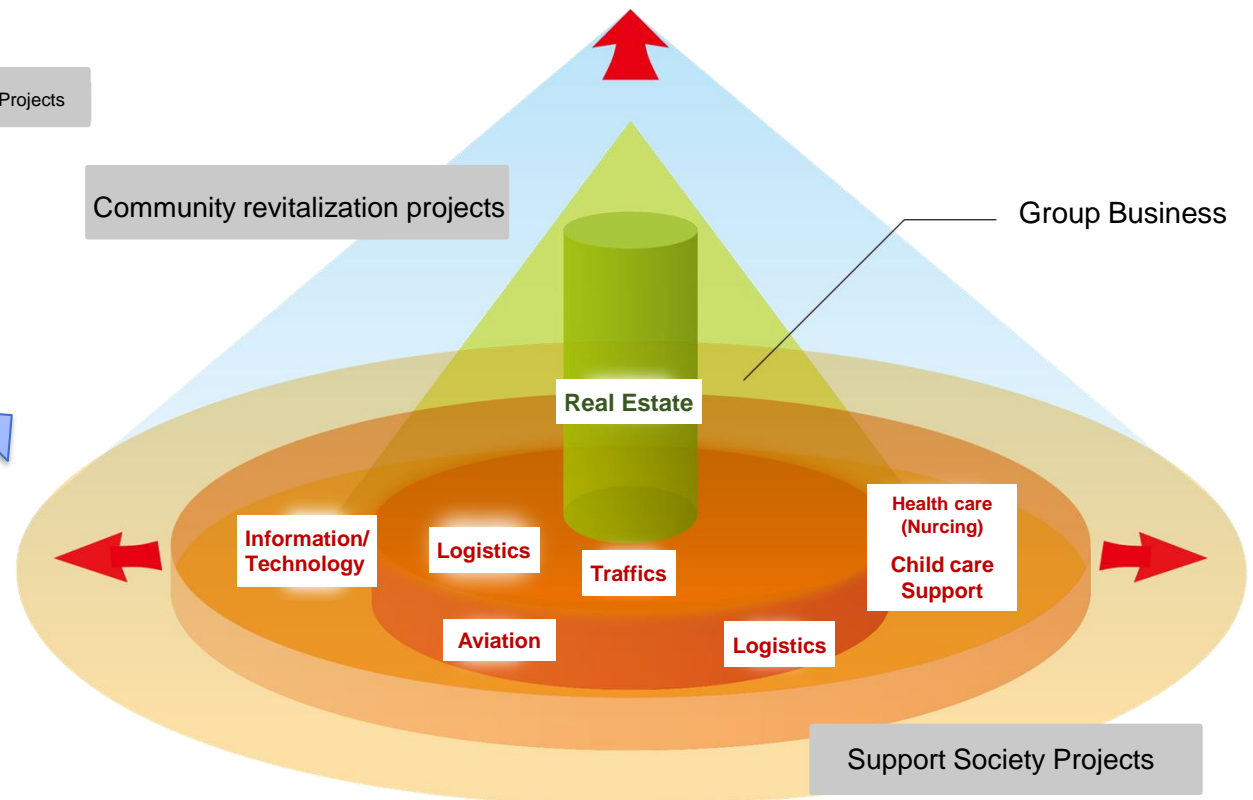 Projects
Community revitalization projects
Group Business
Real Estate
Health care
(Nurcing)
Child care
Support
Information/
Technology
Logistics
Traffics
Aviation
Logistics
Support Society Projects